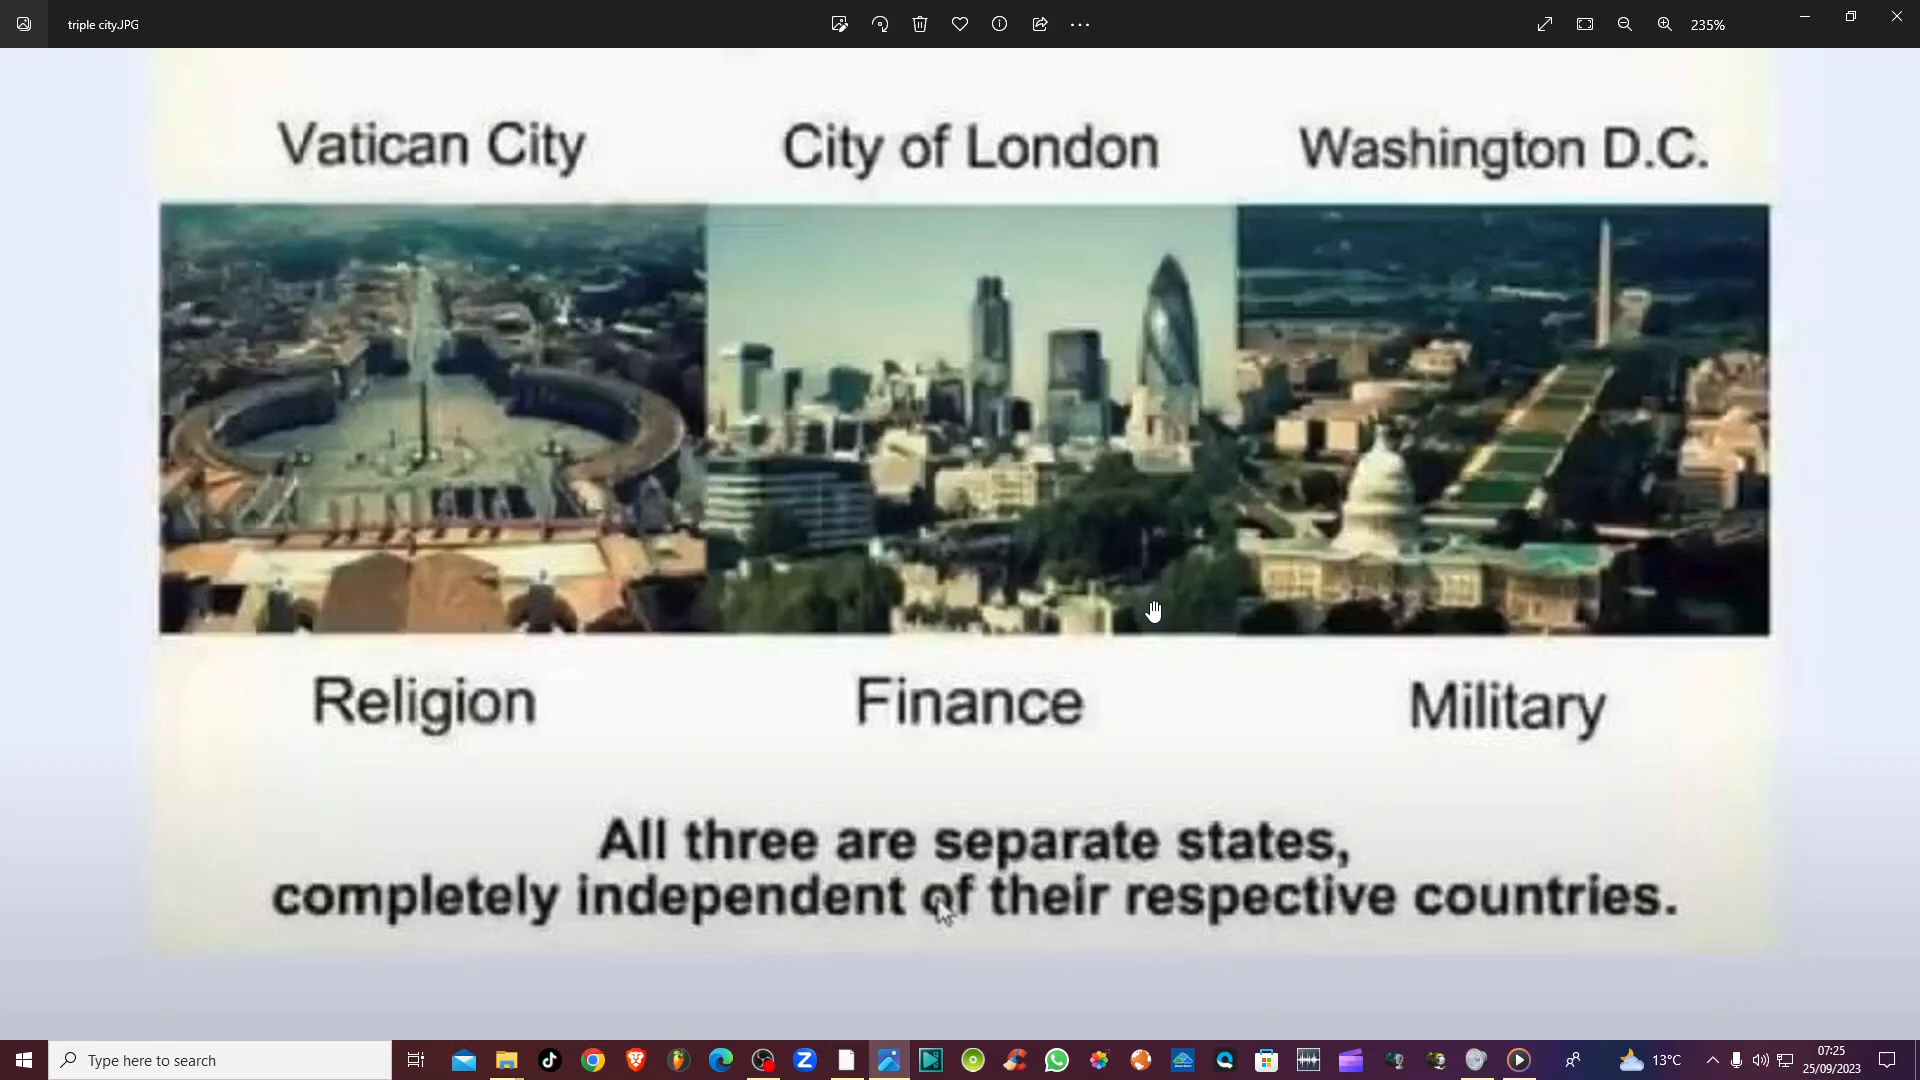 triple city.JPG
235%
Vatican City City of London Washington D.C.
Religion Finance Military
All three are separate states,
completely independent of their respective countries.
Type here to search
13°C
07:25
25/09/2023